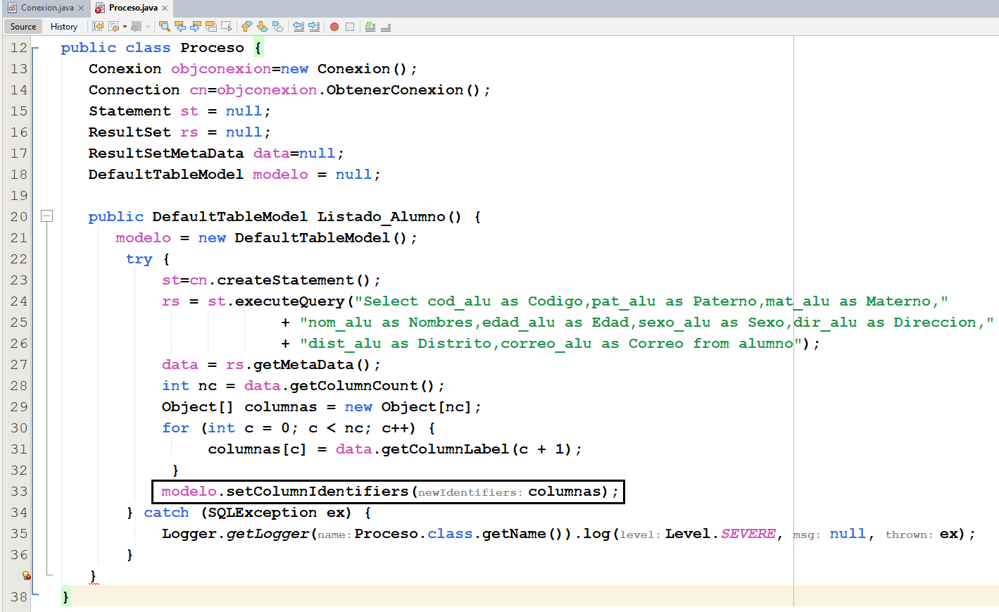 Conexion.java × Proceso.java ×
Source History
12 public class Proceso {
13 Conexion objconexion=new Conexion();
14 Connection cn=objconexion.ObtenerConexion();
15 Statement st = null;
16 ResultSet rs = null;
17 ResultSetMetaData data=null;
18 DefaultTableModel modelo = null;
19
20 public DefaultTableModel Listado_Alumno() {
21 modelo = new DefaultTableModel();
22 try {
23 st=cn.createStatement();
24 rs = st.executeQuery("Select cod_alu as Codigo,pat_alu as Paterno,mat_alu as Materno,"
25 + "nom_alu as Nombres,edad_alu as Edad,sexo_alu as Sexo,dir_alu as Direccion,"
26 + "dist_alu as Distrito,correo_alu as Correo from alumno");
27 data = rs.getMetaData();
28 int nc = data.getColumnCount();
29 Object[] columnas = new Object[nc];
30 for (int c = 0; c < nc; c++) {
31 columnas[c] = data.getColumnLabel(c + 1);
32 }
33 modelo.setColumnIdentifiers(newIdentifiers: columnas);
34 } catch (SQLException ex) {
35 Logger.getLogger(name: Proceso.class.getName()).log(level: Level.SEVERE, msg: null, thrown: ex);
36 }
}
38 }